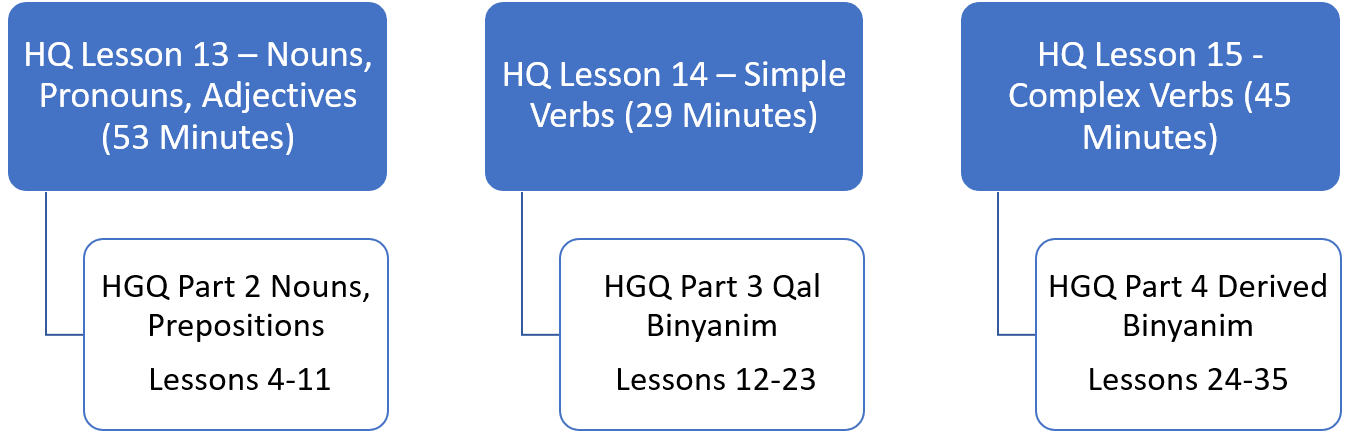 HQ Lesson 13 – Nouns,
Pronouns, Adjectives
(53 Minutes)
HGQ Part 2 Nouns,
Prepositions
Lessons 4-11
HQ Lesson 14 – Simple
Verbs (29 Minutes)
HGQ Part 3 Qal
Binyanim
Lessons 12-23
HQ Lesson 15 -
Complex Verbs (45
Minutes)
HGQ Part 4 Derived
Binyanim
Lessons 24-35